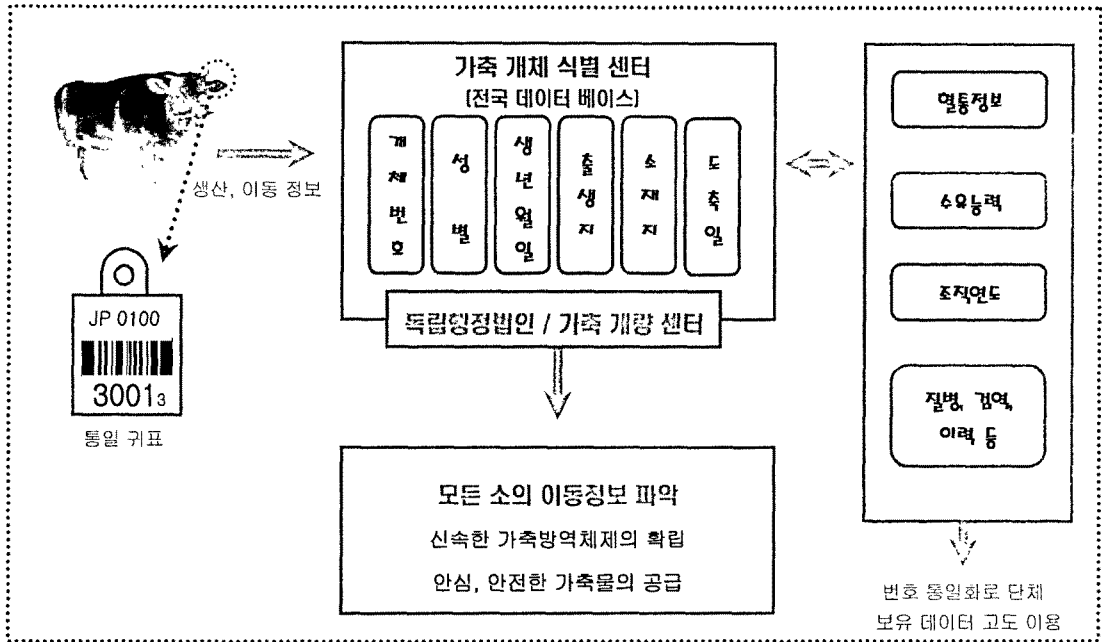 생산, 이동 정보
JP 0100
3001 3
통일 귀표
가축 개체 식별 센터
(전국 데이터 베이스)
개체번호
성별
생년월일
출생지
소재지
도축일
독립행정법인 / 가축 개량 센터
모든 소의 이동정보 파악
신속한 가축방역체제의 확립
안심, 안전한 가축물의 공급
혈통정보
수유능력
조직연도
질병, 검역,
이력 등
번호 통일화로 단체
보유 데이터 고도 이용